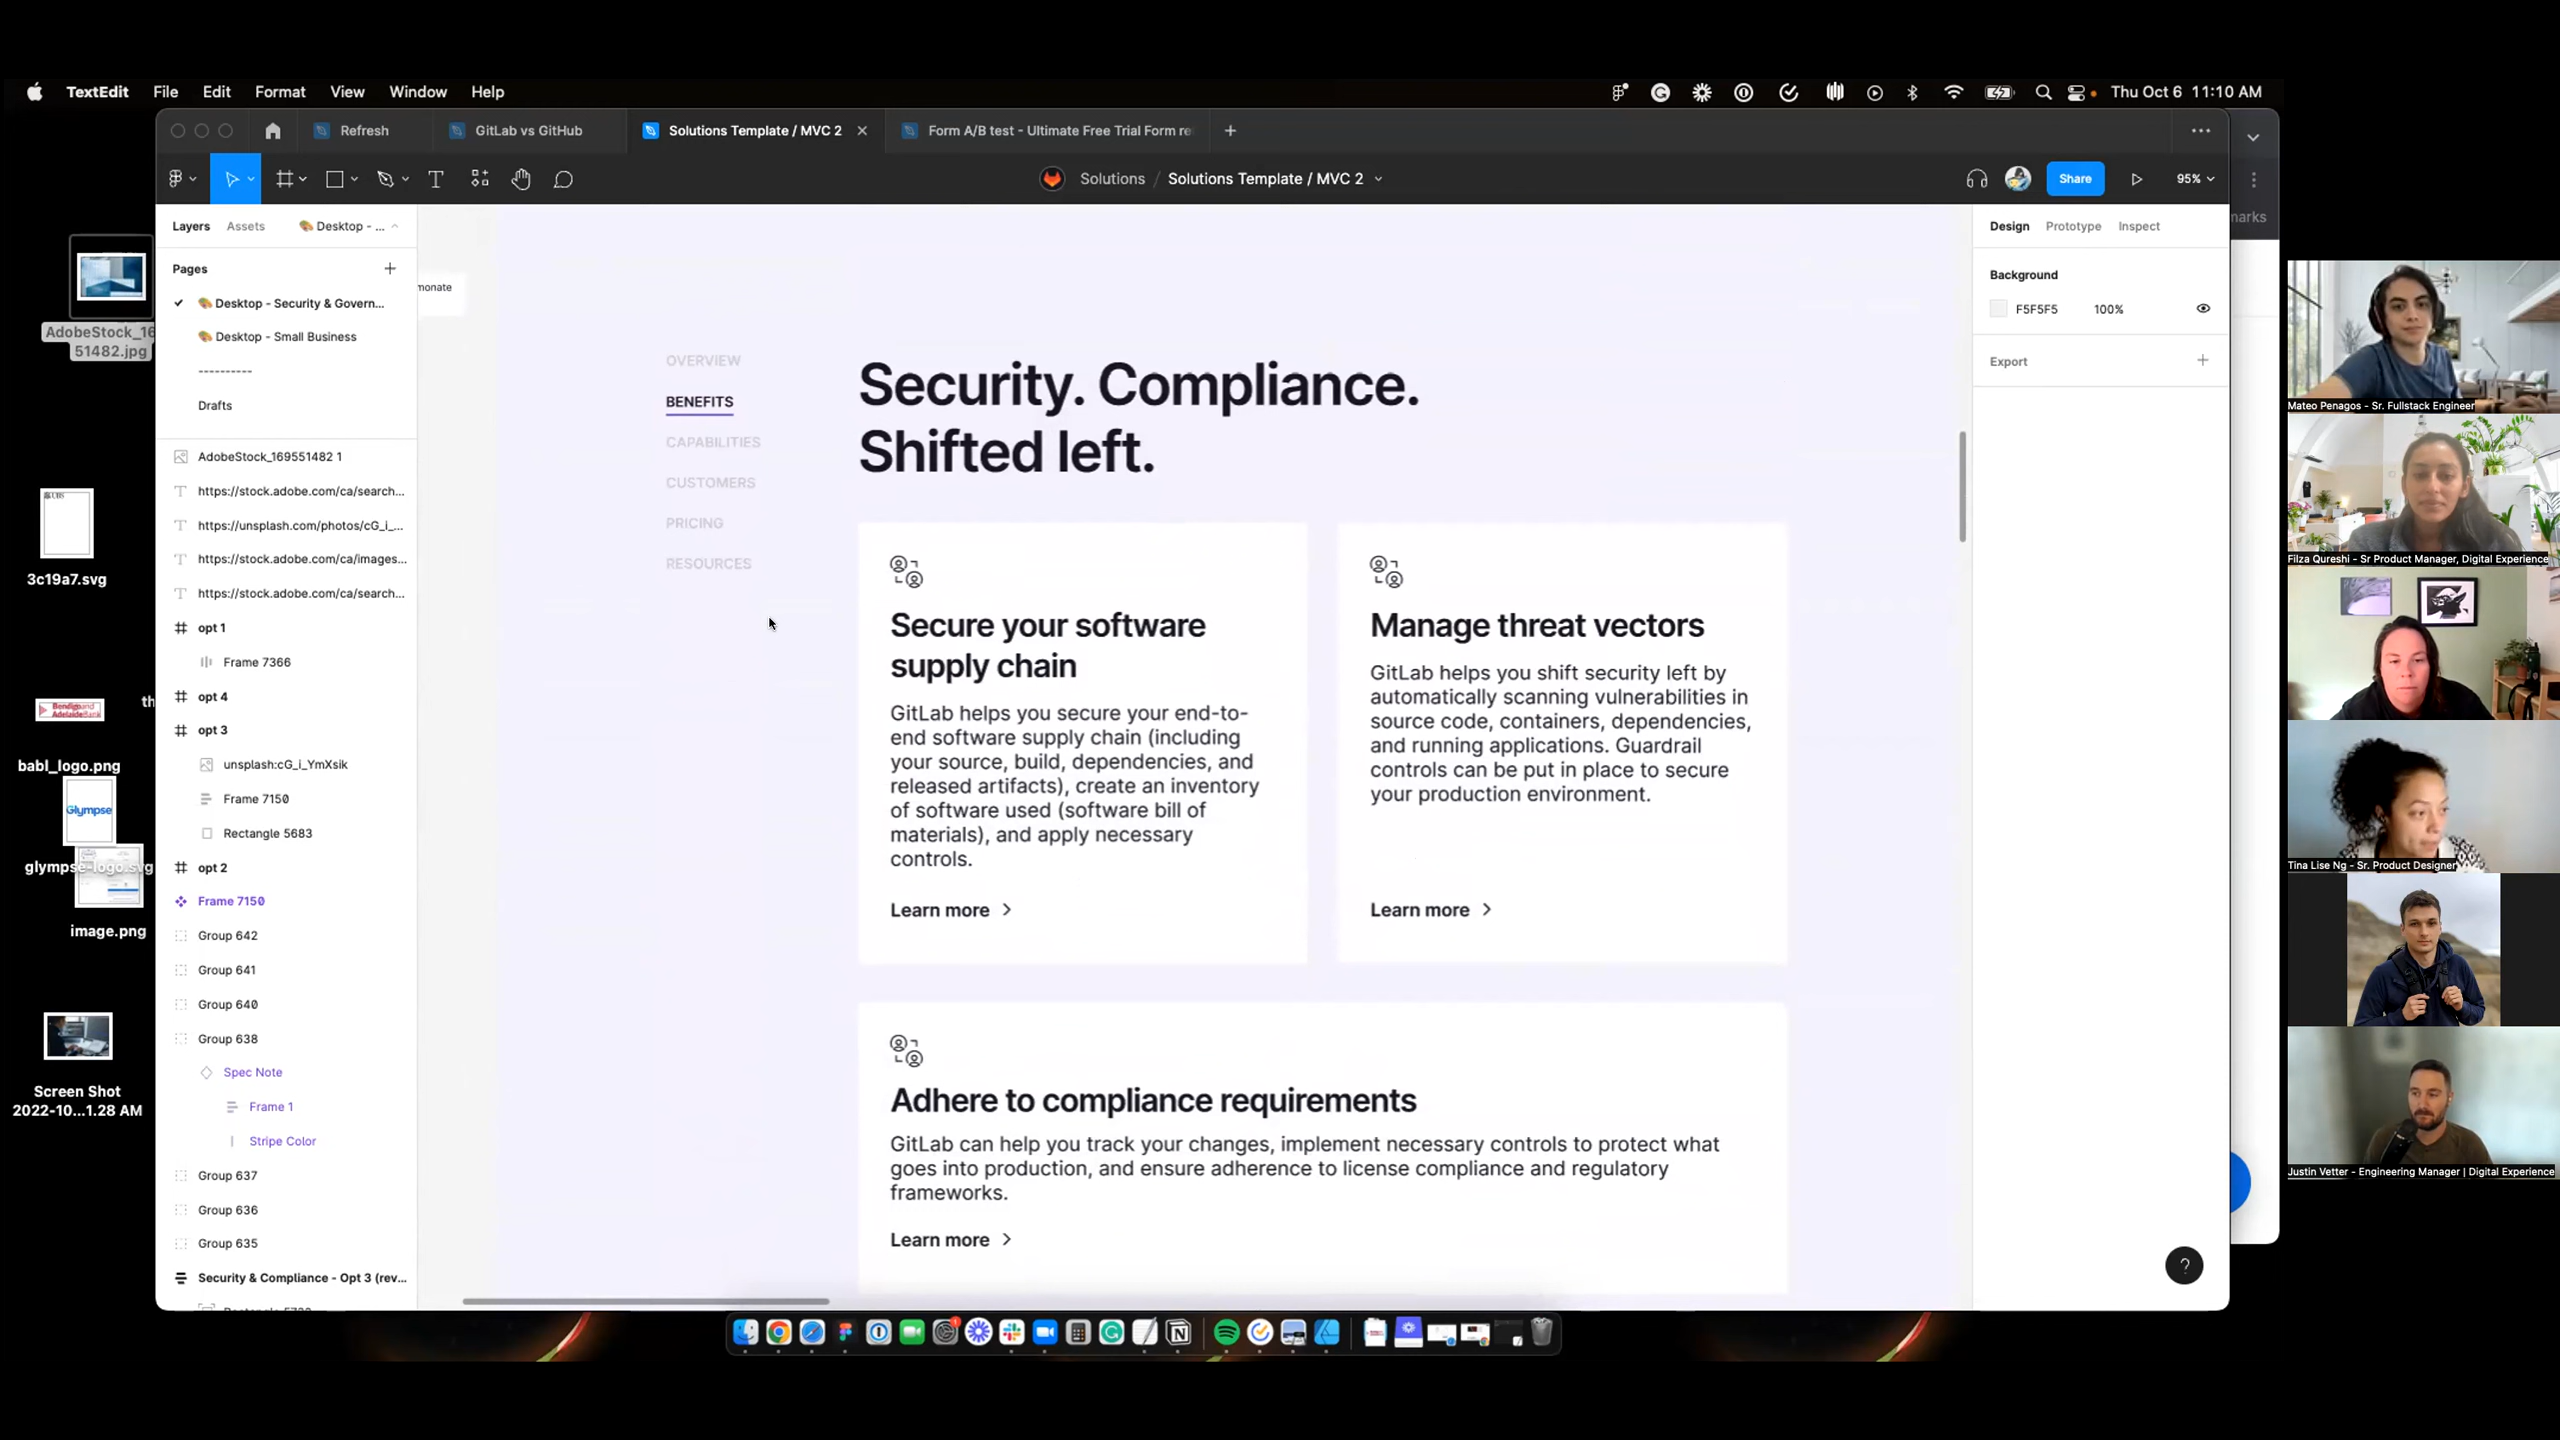 TextEdit File Edit Format View Window Help
Thu Oct 6 11:10 AM
Refresh
GitLab vs GitHub
Solutions Template / MVC 2
Form A/B test - Ultimate Free Trial Form re
Solutions / Solutions Template / MVC 2
Share
95%
marks
Layers
Assets
Desktop - ...
Pages
Desktop - Security & Govern...
Desktop - Small Business
----------
Drafts
AdobeStock_169551482 1
https://stock.adobe.com/ca/search...
https://unsplash.com/photos/cG_i_...
https://stock.adobe.com/ca/images...
https://stock.adobe.com/ca/search...
opt 1
Frame 7366
opt 4
opt 3
unsplash:cG_i_YmXsik
Frame 7150
Rectangle 5683
opt 2
Frame 7150
Group 642
Group 641
Group 640
Group 638
Spec Note
Frame 1
Stripe Color
Group 637
Group 636
Group 635
Security & Compliance - Opt 3 (rev...
AdobeStock_16
51482.jpg
3c19a7.svg
th
Bendigo and
AdelaideBank
babl_logo.png
Glympse
glympse-logo.svg
image.png
Screen Shot
2022-10...1.28 AM
monate
OVERVIEW
BENEFITS
CAPABILITIES
CUSTOMERS
PRICING
RESOURCES
Security. Compliance.
Shifted left.
Secure your software
supply chain
GitLab helps you secure your end-to-
end software supply chain (including
your source, build, dependencies, and
released artifacts), create an inventory
of software used (software bill of
materials), and apply necessary
controls.
Learn more
Manage threat vectors
GitLab helps you shift security left by
automatically scanning vulnerabilities in
source code, containers, dependencies,
and running applications. Guardrail
controls can be put in place to secure
your production environment.
Learn more
Adhere to compliance requirements
GitLab can help you track your changes, implement necessary controls to protect what
goes into production, and ensure adherence to license compliance and regulatory
frameworks.
Learn more
Design
Prototype
Inspect
Background
F5F5F5
100%
Export
?
Mateo Penagos - Sr. Fullstack Engineer
Filza Qureshi - Sr Product Manager, Digital Experience
Tina Lise Ng - Sr. Product Designer
Justin Vetter - Engineering Manager | Digital Experience